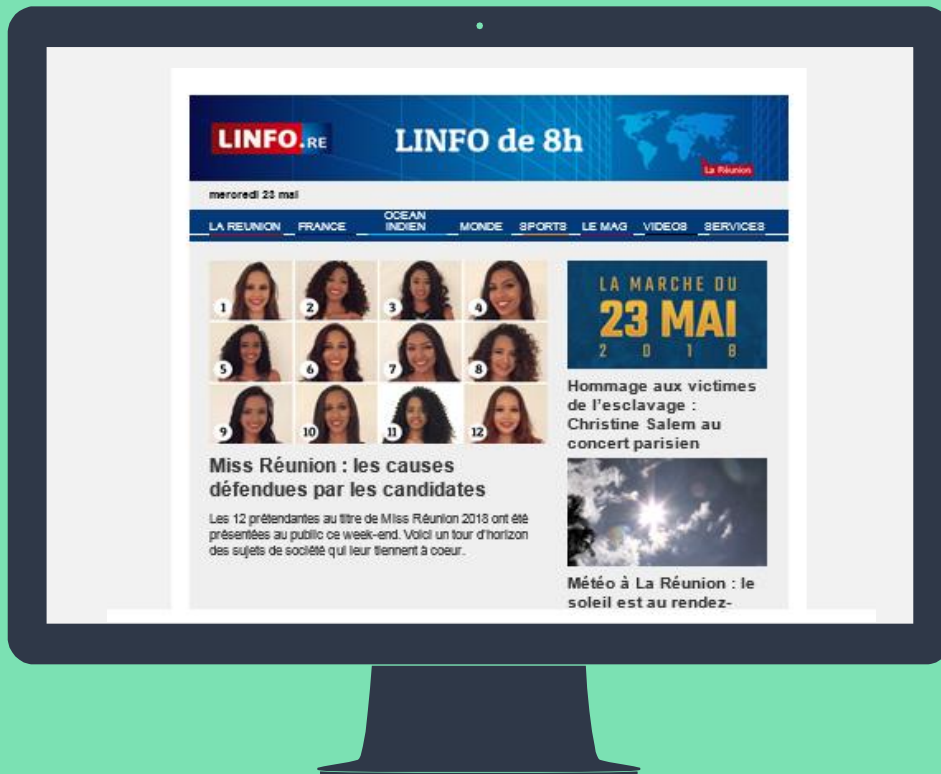 LINFO.RE
LINFO de 8h
La Réunion
mercredi 23 mai
LA REUNION FRANCE OCEAN INDIEN MONDE SPORTS LE MAG VIDEOS SERVICES
1 2 3 4
5 6 7 8
9 10 11 12
Miss Réunion : les causes
défendues par les candidates
Les 12 prétendantes au titre de Miss Réunion 2018 ont été
présentées au public ce week-end. Voici un tour d'horizon
des sujets de société qui leur tiennent à coeur.
LA MARCHE DU
23 MAI
2018
Hommage aux victimes
de l'esclavage :
Christine Salem au
concert parisien
Météo à La Réunion : le
soleil est au rendez-